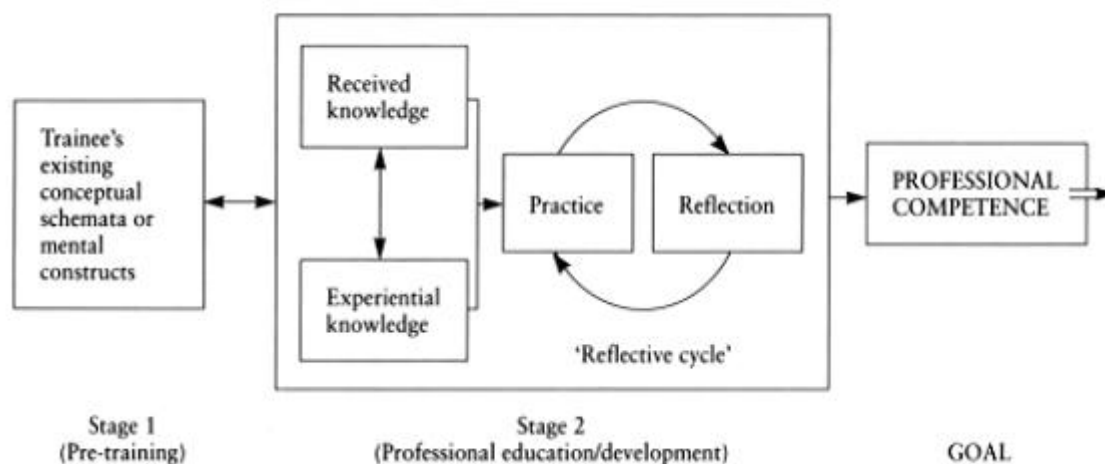 Trainee's
existing
conceptual
schemata or
mental
constructs
Received
knowledge
Experiential
knowledge
Practice
Reflection
'Reflective cycle'
PROFESSIONAL
COMPETENCE
Stage 1
(Pre-training)
Stage 2
(Professional education/development)
GOAL